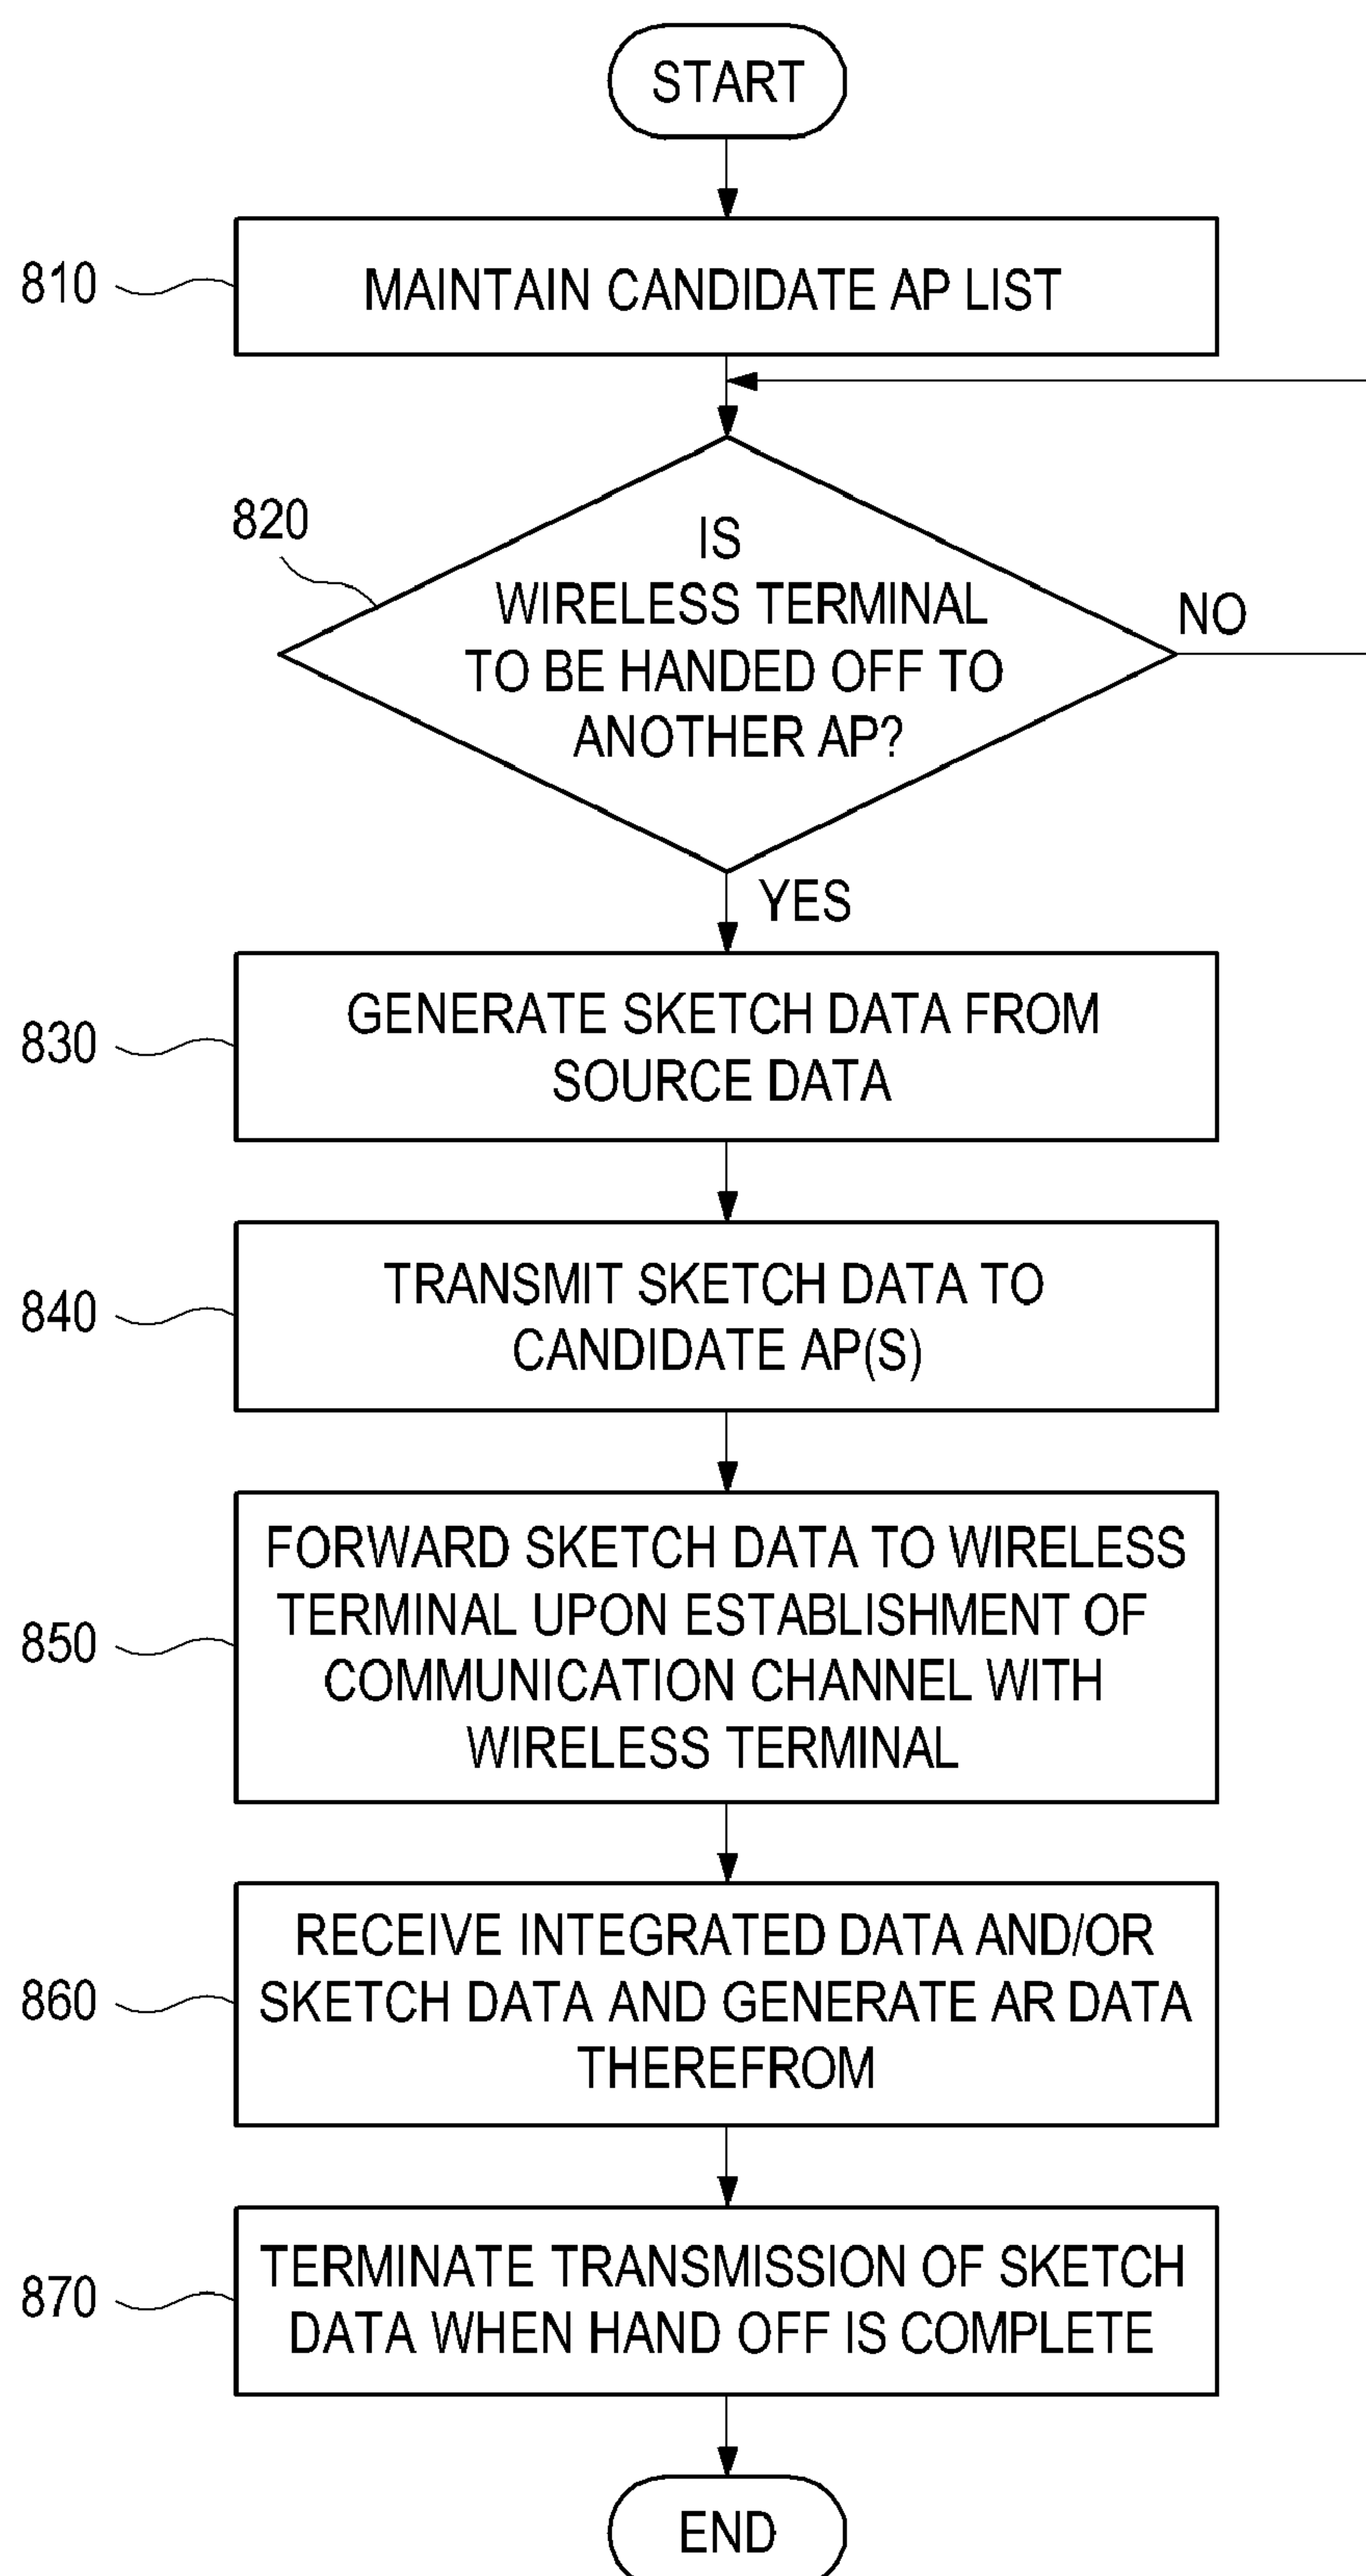 START
810
MAINTAIN CANDIDATE AP LIST
820
IS
WIRELESS TERMINAL
TO BE HANDED OFF TO
ANOTHER AP?
NO
YES
830
GENERATE SKETCH DATA FROM
SOURCE DATA
840
TRANSMIT SKETCH DATA TO
CANDIDATE AP(S)
850
FORWARD SKETCH DATA TO WIRELESS
TERMINAL UPON ESTABLISHMENT OF
COMMUNICATION CHANNEL WITH
WIRELESS TERMINAL
860
RECEIVE INTEGRATED DATA AND/OR
SKETCH DATA AND GENERATE AR DATA
THEREFROM
870
TERMINATE TRANSMISSION OF SKETCH
DATA WHEN HAND OFF IS COMPLETE
END